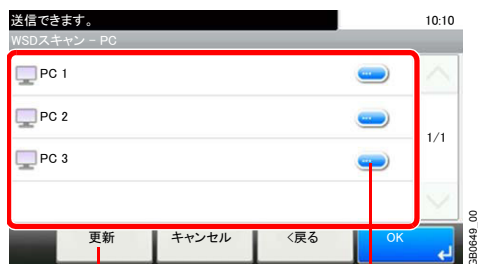 送信できます。 10:10
WSDスキャン - PC
PC 1
PC 2
1/1
PC 3
更新 キャンセル <戻る OK
GB0649_00